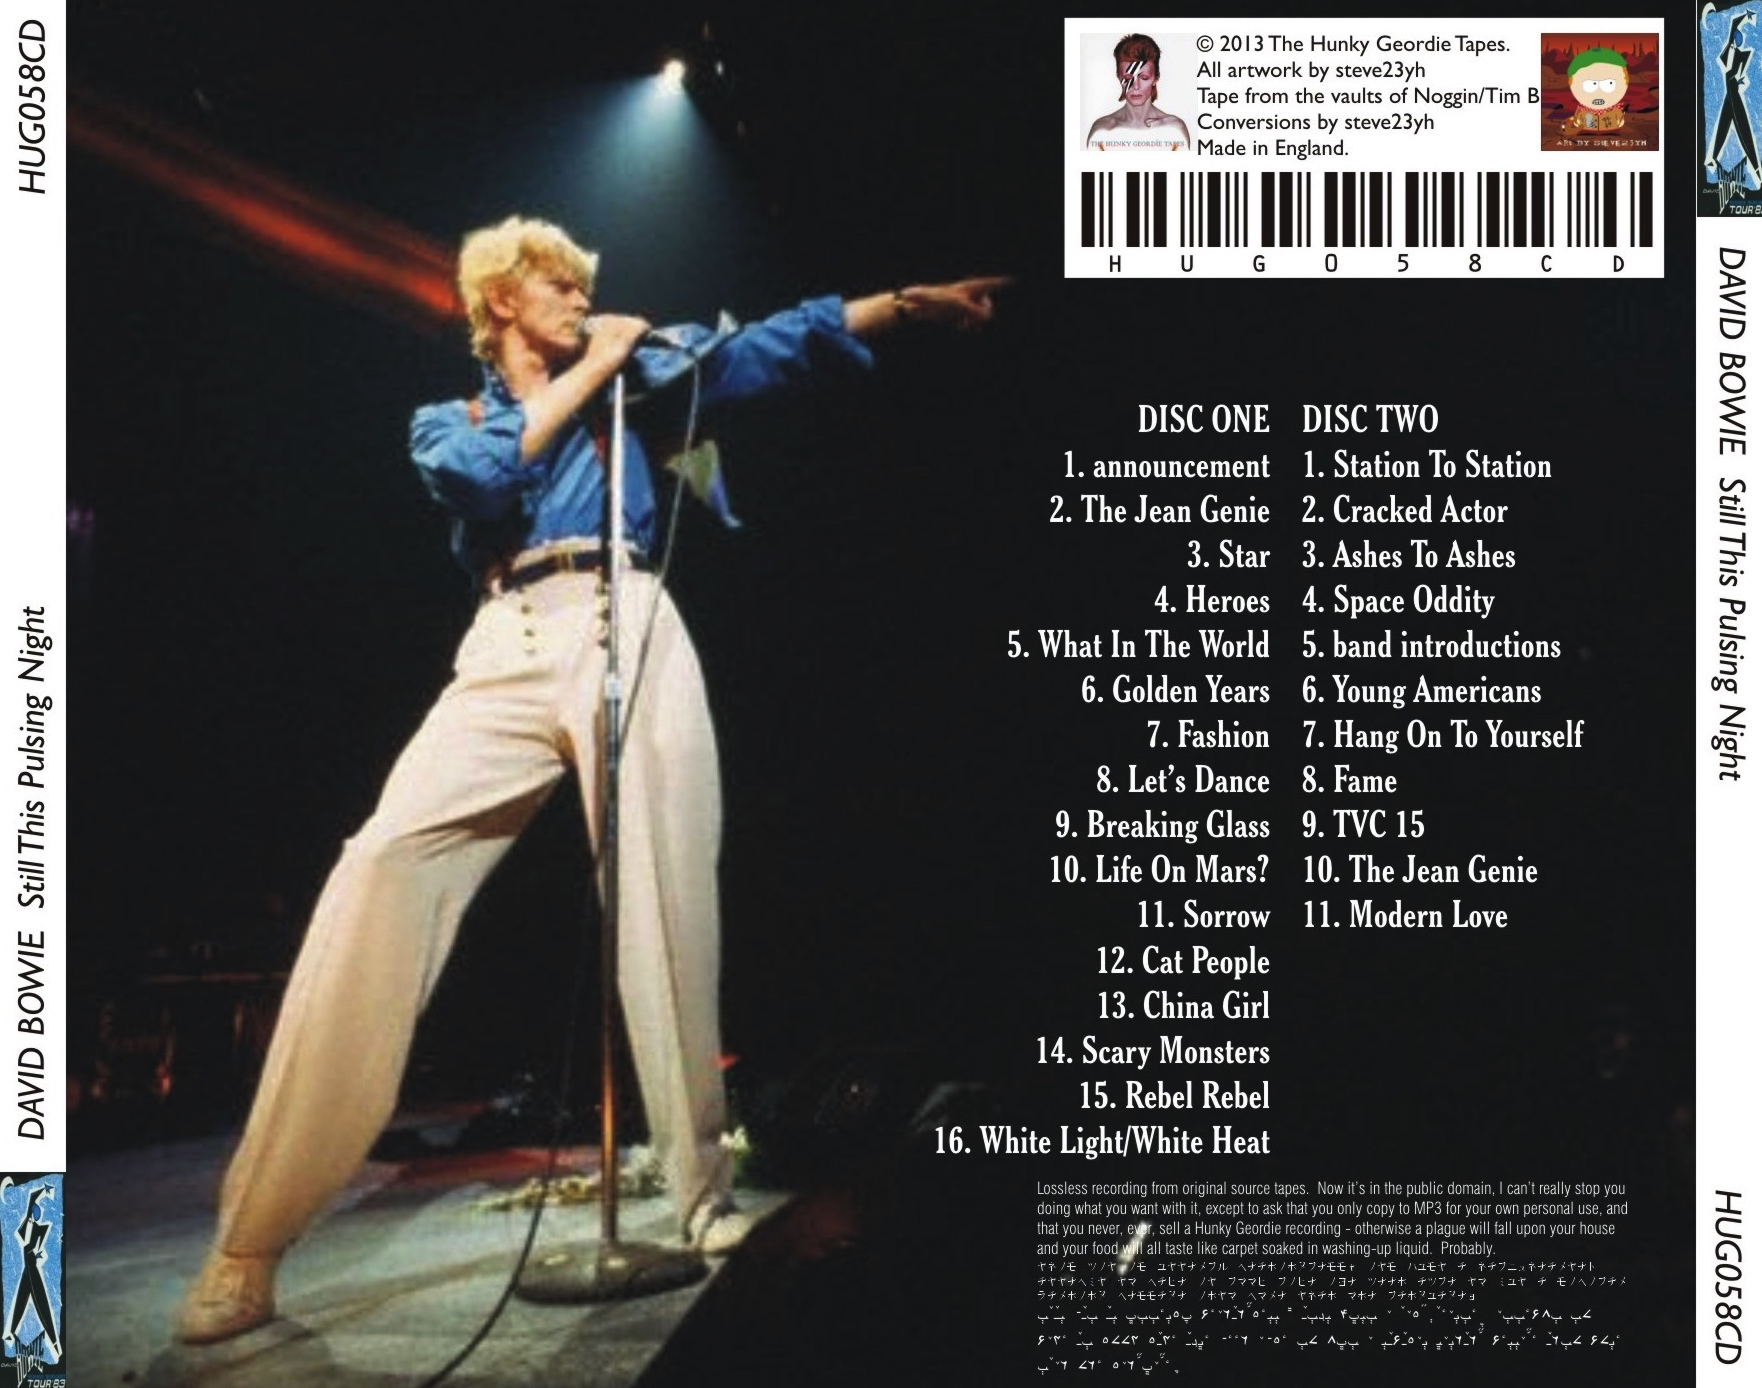 HUG058CD
DAVID BOWIE Still This Pulsing Night
TOUR 83
© 2013 The Hunky Geordie Tapes.
All artwork by steve23yh
Tape from the vaults of Noggin/Tim B
Conversions by steve23yh
Made in England.
THE HUNKY GEORDIE TAPES
ART BY STEVE23YH
H U G 0 5 8 C D
DISC ONE
1. announcement
2. The Jean Genie
3. Star
4. Heroes
5. What In The World
6. Golden Years
7. Fashion
8. Let's Dance
9. Breaking Glass
10. Life On Mars?
11. Sorrow
12. Cat People
13. China Girl
14. Scary Monsters
15. Rebel Rebel
16. White Light/White Heat
DISC TWO
1. Station To Station
2. Cracked Actor
3. Ashes To Ashes
4. Space Oddity
5. band introductions
6. Young Americans
7. Hang On To Yourself
8. Fame
9. TVC 15
10. The Jean Genie
11. Modern Love
Lossless recording from original source tapes. Now it's in the public domain, I can't really stop you
doing what you want with it, except to ask that you only copy to MP3 for your own personal use, and
that you never, ever, sell a Hunky Geordie recording - otherwise a plague will fall upon your house
and your food will all taste like carpet soaked in washing-up liquid. Probably.
TOUR 8
DAVID BOWIE Still This Pulsing Night
HUG058CD